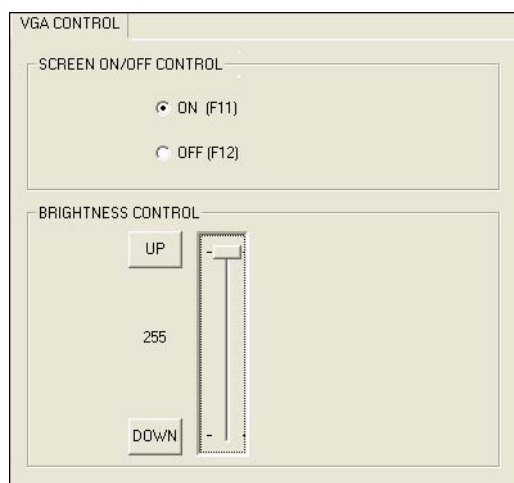 VGA CONTROL
SCREEN ON/OFF CONTROL
ON (F11)
OFF (F12)
BRIGHTNESS CONTROL
UP
255
DOWN